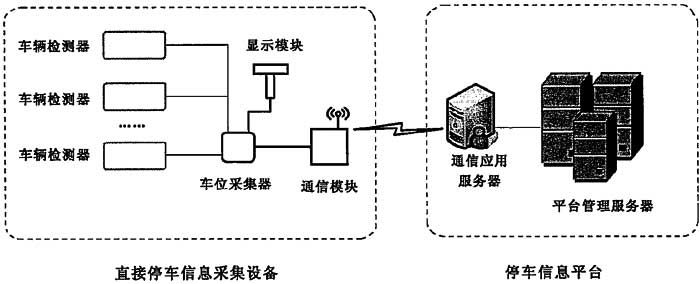 车辆检测器
显示模块
车辆检测器
……
车辆检测器
车位采集器
通信模块
通信应用
服务器
平台管理服务器
直接停车信息采集设备
停车信息平台